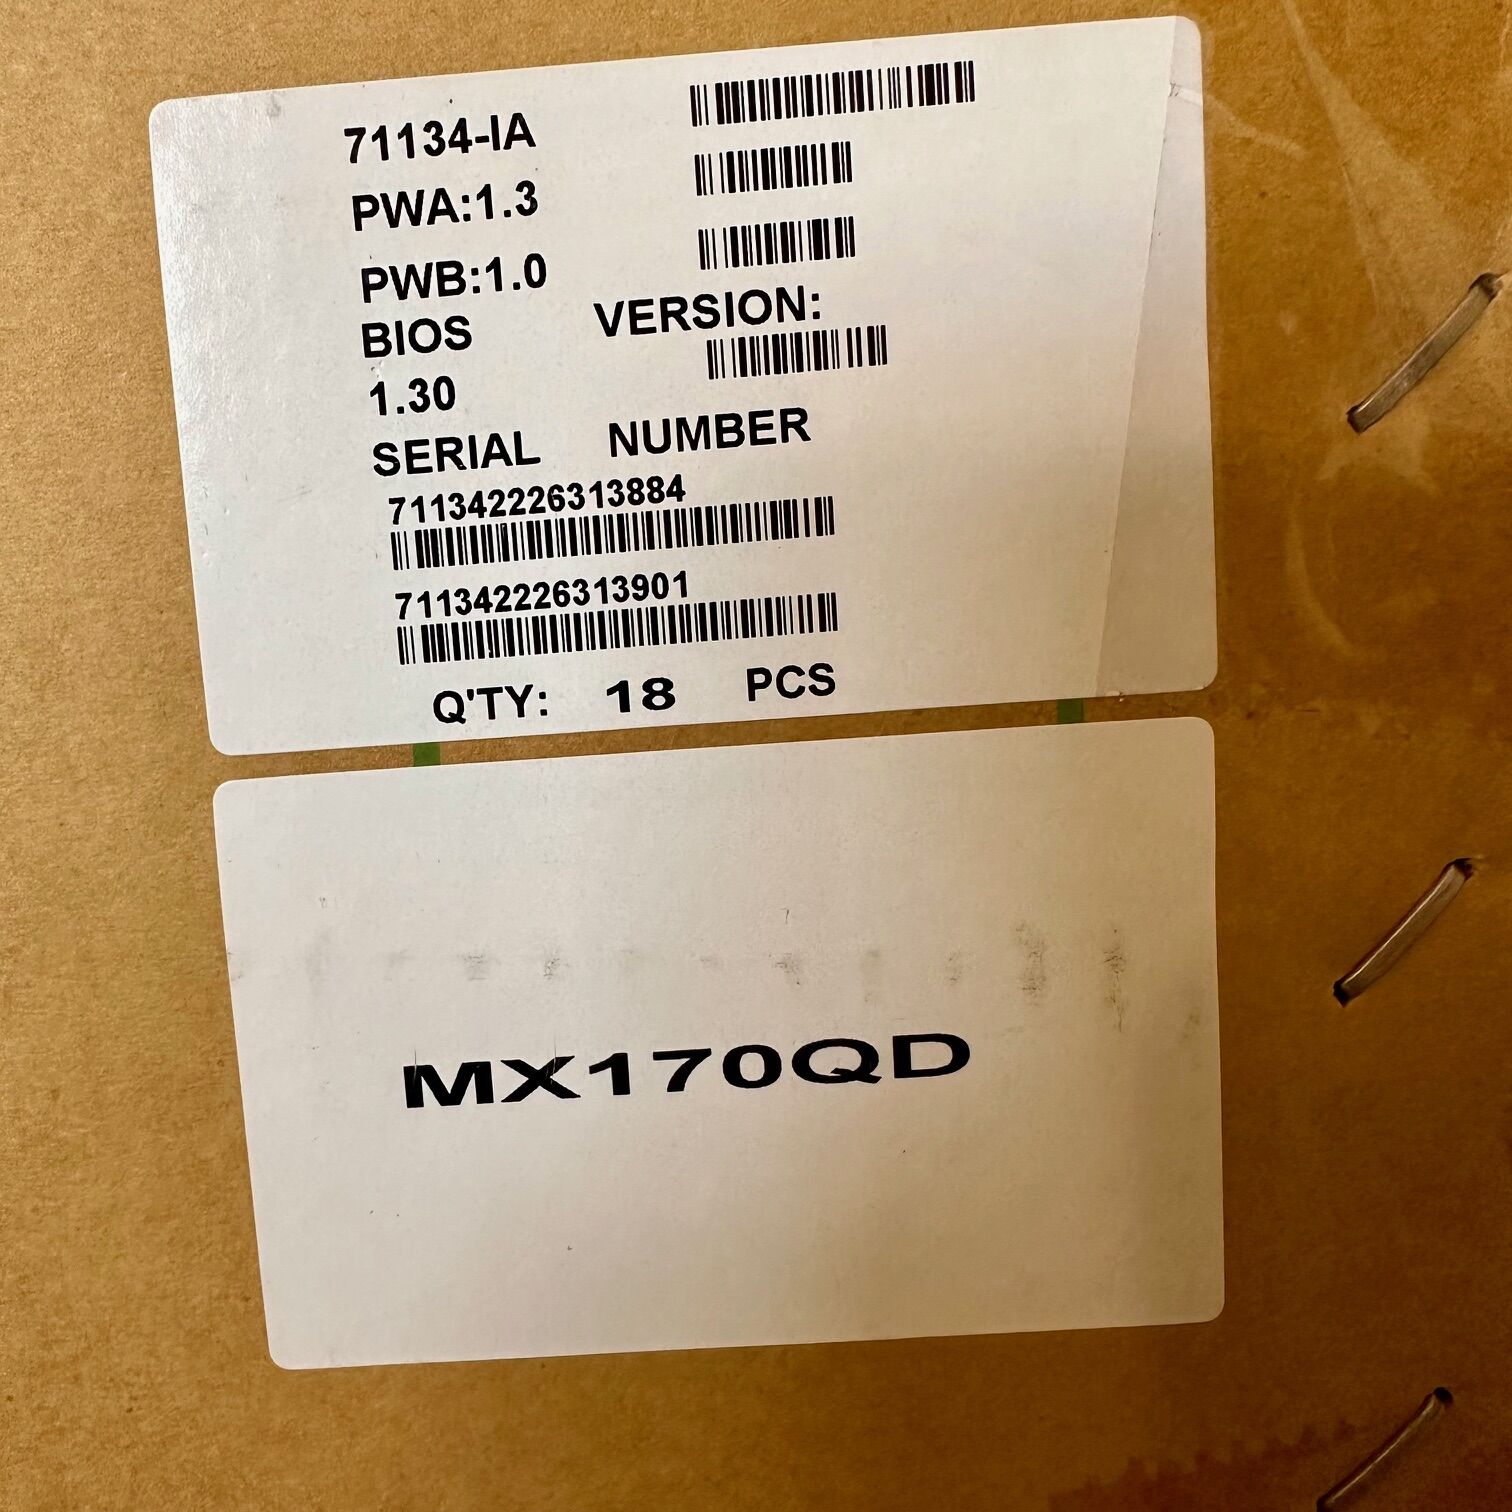 71134-IA
PWA:1.3
PWB:1.0
BIOS VERSION:
1.30
SERIAL NUMBER
711342226313884
711342226313901
Q'TY: 18 PCS
MX170QD